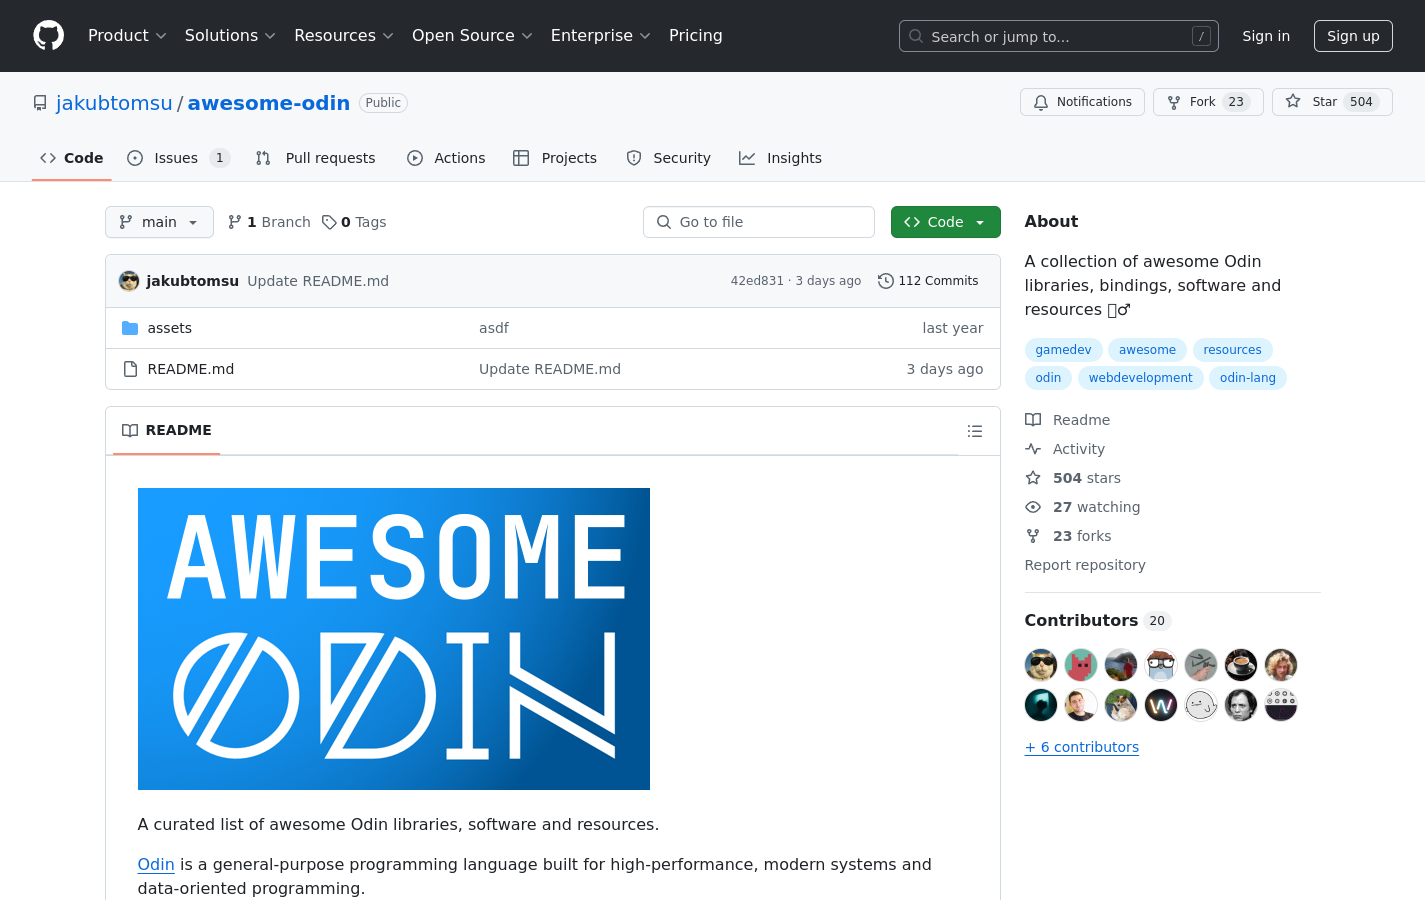 Product Solutions Resources Open Source Enterprise Pricing Search or jump to... / Sign in Sign up
jakubtomsu / awesome-odin Public Notifications Fork 23 Star 504
Code Issues 1 Pull requests Actions Projects Security Insights
main 1 Branch 0 Tags Go to file Code
jakubtomsu Update README.md 42ed831 · 3 days ago 112 Commits
assets asdf last year
README.md Update README.md 3 days ago
README
AWESOME
ODIN
A curated list of awesome Odin libraries, software and resources.
Odin is a general-purpose programming language built for high-performance, modern systems and
data-oriented programming.
About
A collection of awesome Odin
libraries, bindings, software and
resources ♂
gamedev awesome resources
odin webdevelopment odin-lang
Readme
Activity
504 stars
27 watching
23 forks
Report repository
Contributors 20
+ 6 contributors